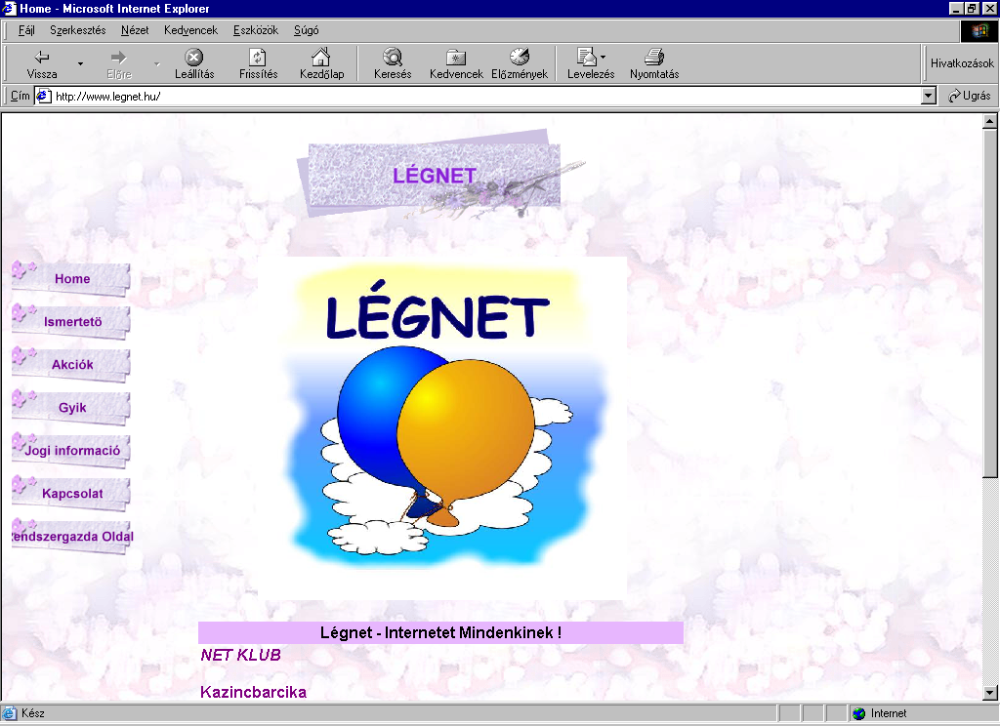 Home - Microsoft Internet Explorer
Fájl Szerkesztés Nézet Kedvencek Eszközök Súgó
Vissza Előre Leállítás Frissítés Kezdőlap Keresés Kedvencek Előzmények Levelezés Nyomtatás Hivatkozások
Cím http://www.legnet.hu/ Ugrás
LÉGNET
Home
Ismertetö
Akciók
Gyik
Jogi információ
Kapcsolat
Rendszergazda Oldal
LÉGNET
Légnet - Internetet Mindenkinek !
NET KLUB
Kazincbarcika
Kész Internet